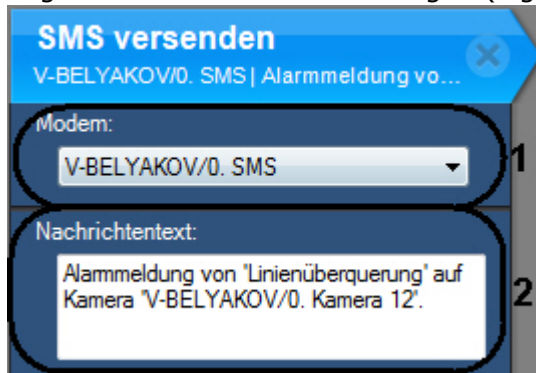 SMS versenden
V-BELYAKOV/0. SMS | Alarmmeldung vo...
Modem:
V-BELYAKOV/0. SMS
1
Nachrichtentext:
Alarmmeldung von "Linienüberquerung" auf
Kamera "V-BELYAKOV/0. Kamera 12".
2